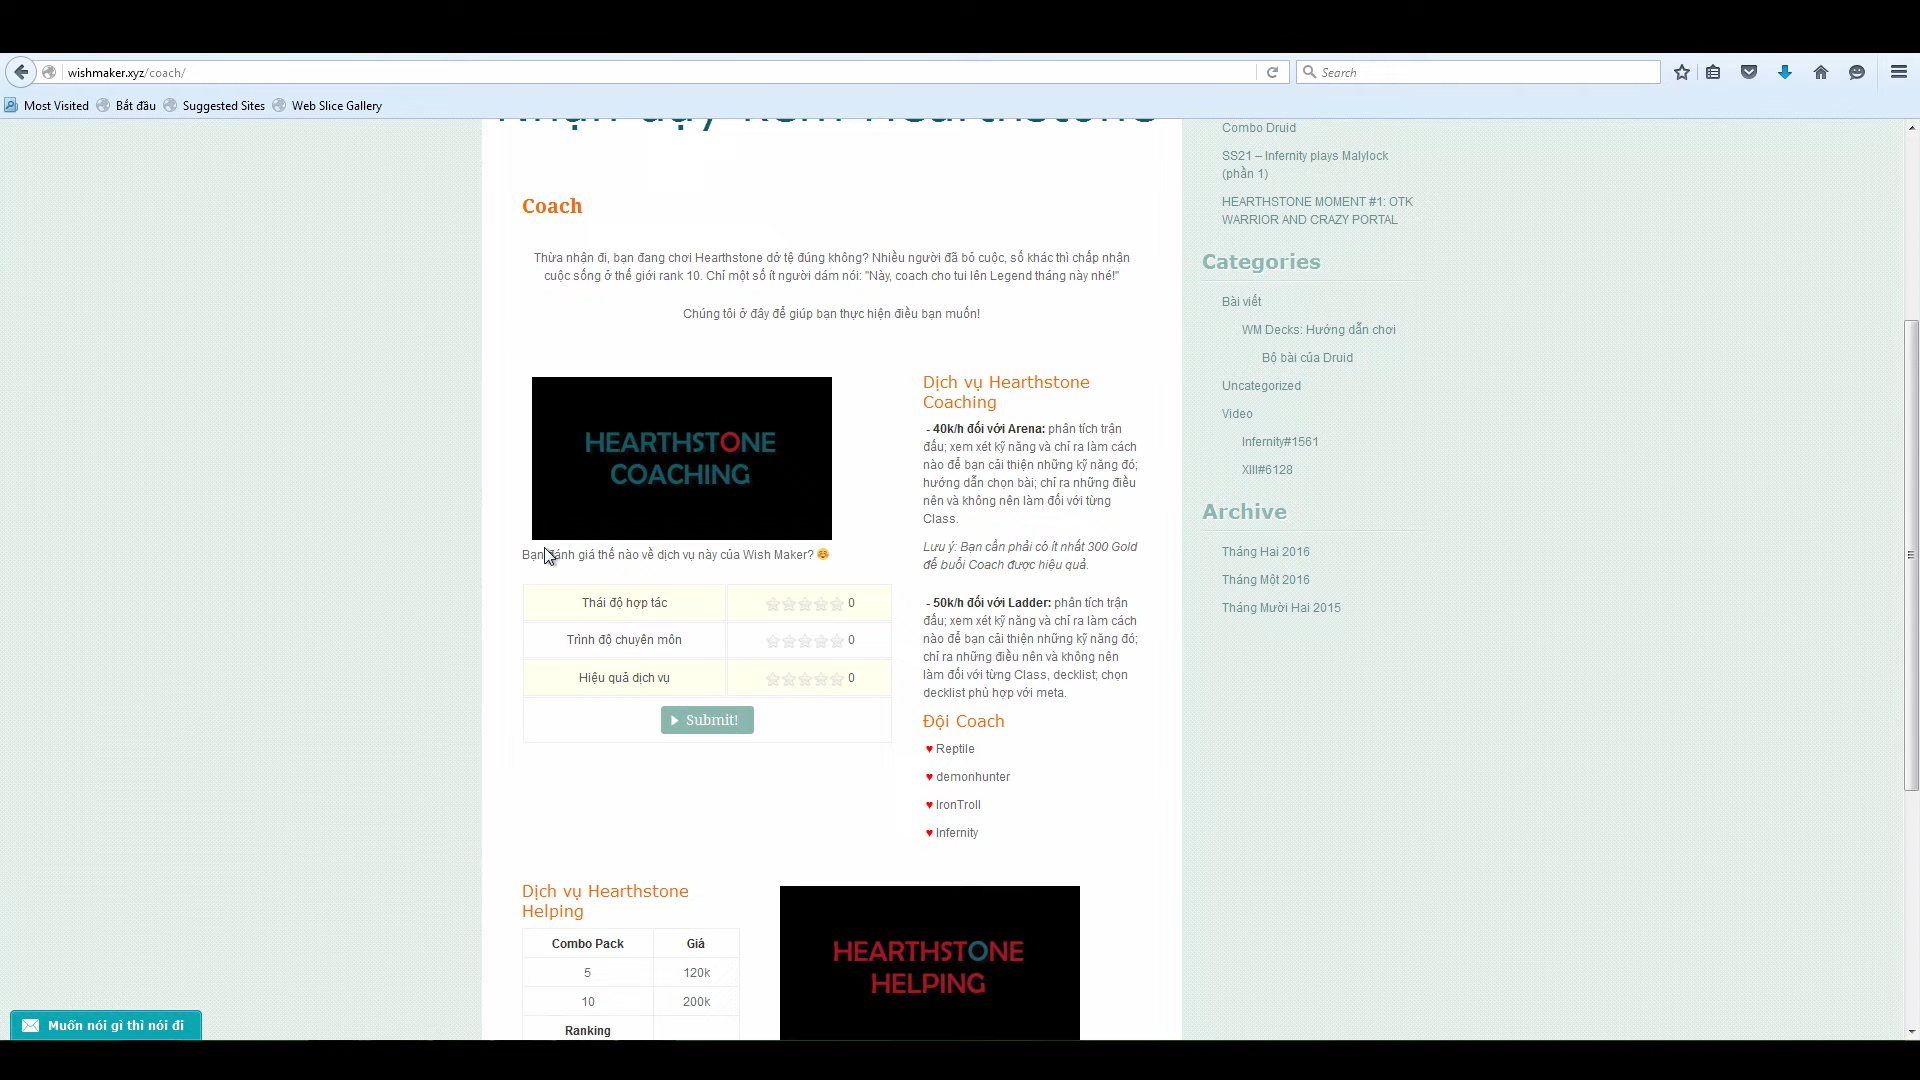 wishmaker.xyz/coach/
Search
Most Visited
Bắt đầu
Suggested Sites
Web Slice Gallery
Nhận dạy kèm Hearthstone
Coach
Thừa nhận đi, bạn đang chơi Hearthstone dở tệ đúng không? Nhiều người đã bỏ cuộc, số khác thì chấp nhận
cuộc sống ở thế giới rank 10. Chỉ một số ít người dám nói: "Này, coach cho tui lên Legend tháng này nhé!"
Chúng tôi ở đây để giúp bạn thực hiện điều bạn muốn!
HEARTHSTONE
COACHING
Bạn đánh giá thế nào về dịch vụ này của Wish Maker?
Thái độ hợp tác 0
Trình độ chuyên môn 0
Hiệu quả dịch vụ 0
Submit!
Dịch vụ Hearthstone
Coaching
- 40k/h đối với Arena: phân tích trận
đấu; xem xét kỹ năng và chỉ ra làm cách
nào để bạn cải thiện những kỹ năng đó;
hướng dẫn chọn bài; chỉ ra những điều
nên và không nên làm đối với từng
Class.
Lưu ý: Bạn cần phải có ít nhất 300 Gold
để buổi Coach được hiệu quả.
- 50k/h đối với Ladder: phân tích trận
đấu; xem xét kỹ năng và chỉ ra làm cách
nào để bạn cải thiện những kỹ năng đó;
chỉ ra những điều nên và không nên
làm đối với từng Class, decklist; chọn
decklist phù hợp với meta.
Đội Coach
♥ Reptile
♥ demonhunter
♥ IronTroll
♥ Infernity
Dịch vụ Hearthstone
Helping
Combo Pack Giá
5 120k
10 200k
Ranking
HEARTHSTONE
HELPING
Combo Druid
SS21 – Infernity plays Malylock
(phần 1)
HEARTHSTONE MOMENT #1: OTK
WARRIOR AND CRAZY PORTAL
Categories
Bài viết
WM Decks: Hướng dẫn chơi
Bộ bài của Druid
Uncategorized
Video
Infernity#1561
XIII#6128
Archive
Tháng Hai 2016
Tháng Một 2016
Tháng Mười Hai 2015
Muốn nói gì thì nói đi